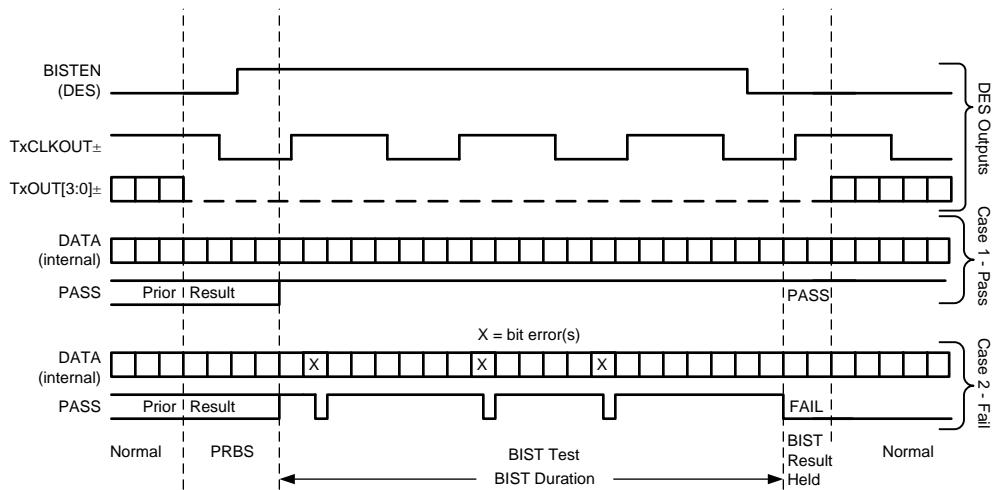 BISTEN
(DES)
TxCLKOUT±
TxOUT[3:0]±
DES Outputs
DATA
(internal)
PASS
Prior Result
PASS
Case 1 - Pass
X = bit error(s)
DATA
(internal)
X
X
X
PASS
Prior Result
FAIL
Case 2 - Fail
Normal
PRBS
BIST Test
BIST Duration
BIST
Result
Held
Normal